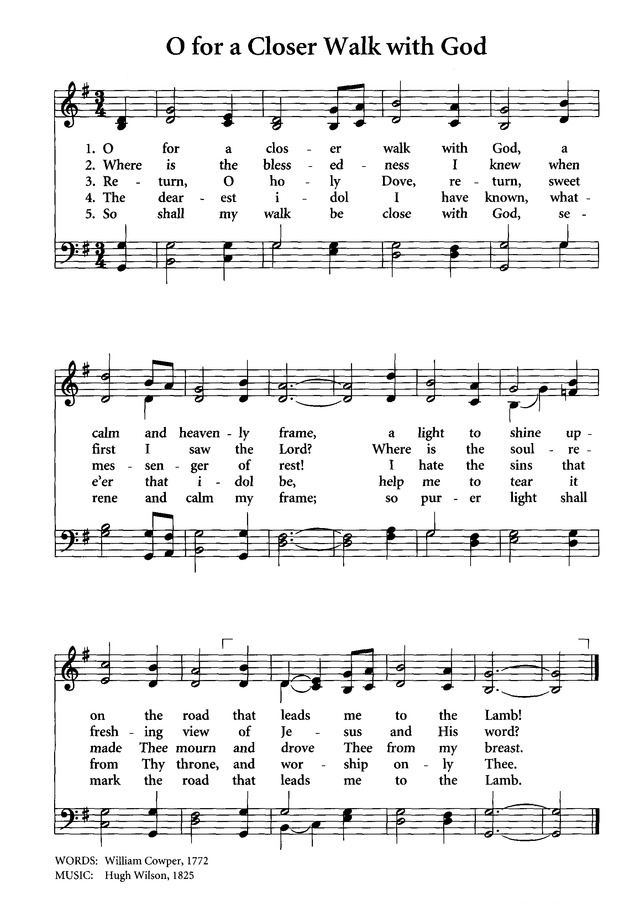 O for a Closer Walk with God
1. O for a clos - er walk with God, a
2. Where is the bless - ed - ness I knew when
3. Re - turn, O ho - ly Dove, re - turn, sweet
4. The dear - est i - dol I have known, what -
5. So shall my walk be close with God, se -
calm and heaven - ly frame, a light to shine up -
first I saw the Lord? Where is the soul - re -
mes - sen - ger of rest! I hate the sins that
e'er that i - dol be, help me to tear it
rene and calm my frame; so pur - er light shall
on the road that leads me to the Lamb!
fresh - ing view of Je - sus and His word?
made Thee mourn and drove Thee from my breast.
from Thy throne, and wor - ship on - ly Thee.
mark the road that leads me to the Lamb.
WORDS: William Cowper, 1772
MUSIC: Hugh Wilson, 1825